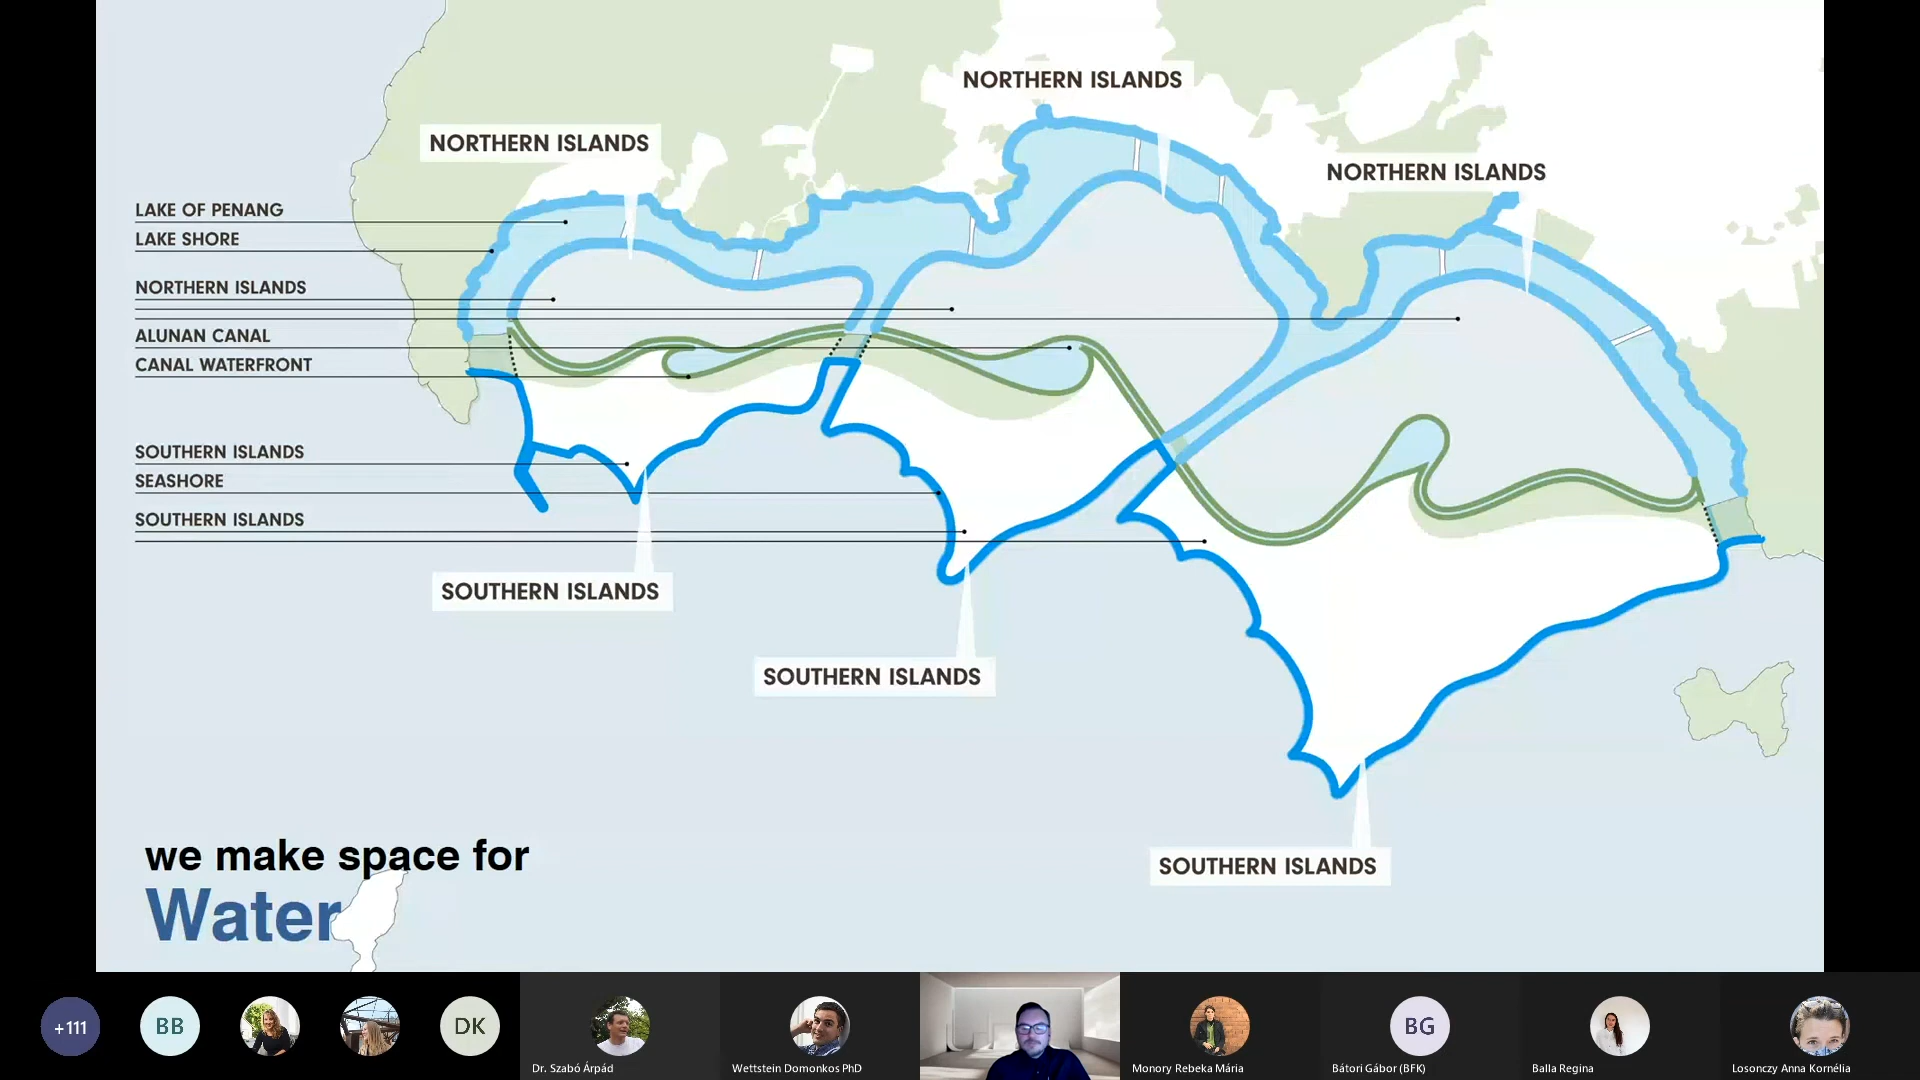 NORTHERN ISLANDS
NORTHERN ISLANDS
NORTHERN ISLANDS
LAKE OF PENANG
LAKE SHORE
NORTHERN ISLANDS
ALUNAN CANAL
CANAL WATERFRONT
SOUTHERN ISLANDS
SEASHORE
SOUTHERN ISLANDS
SOUTHERN ISLANDS
SOUTHERN ISLANDS
SOUTHERN ISLANDS
we make space for
Water
+111
BB
DK
BG
Dr. Szabó Árpád
Wettstein Domonkos PhD
Monory Rebeka Mária
Bátori Gábor (BFK)
Balla Regina
Losonczy Anna Kornélia